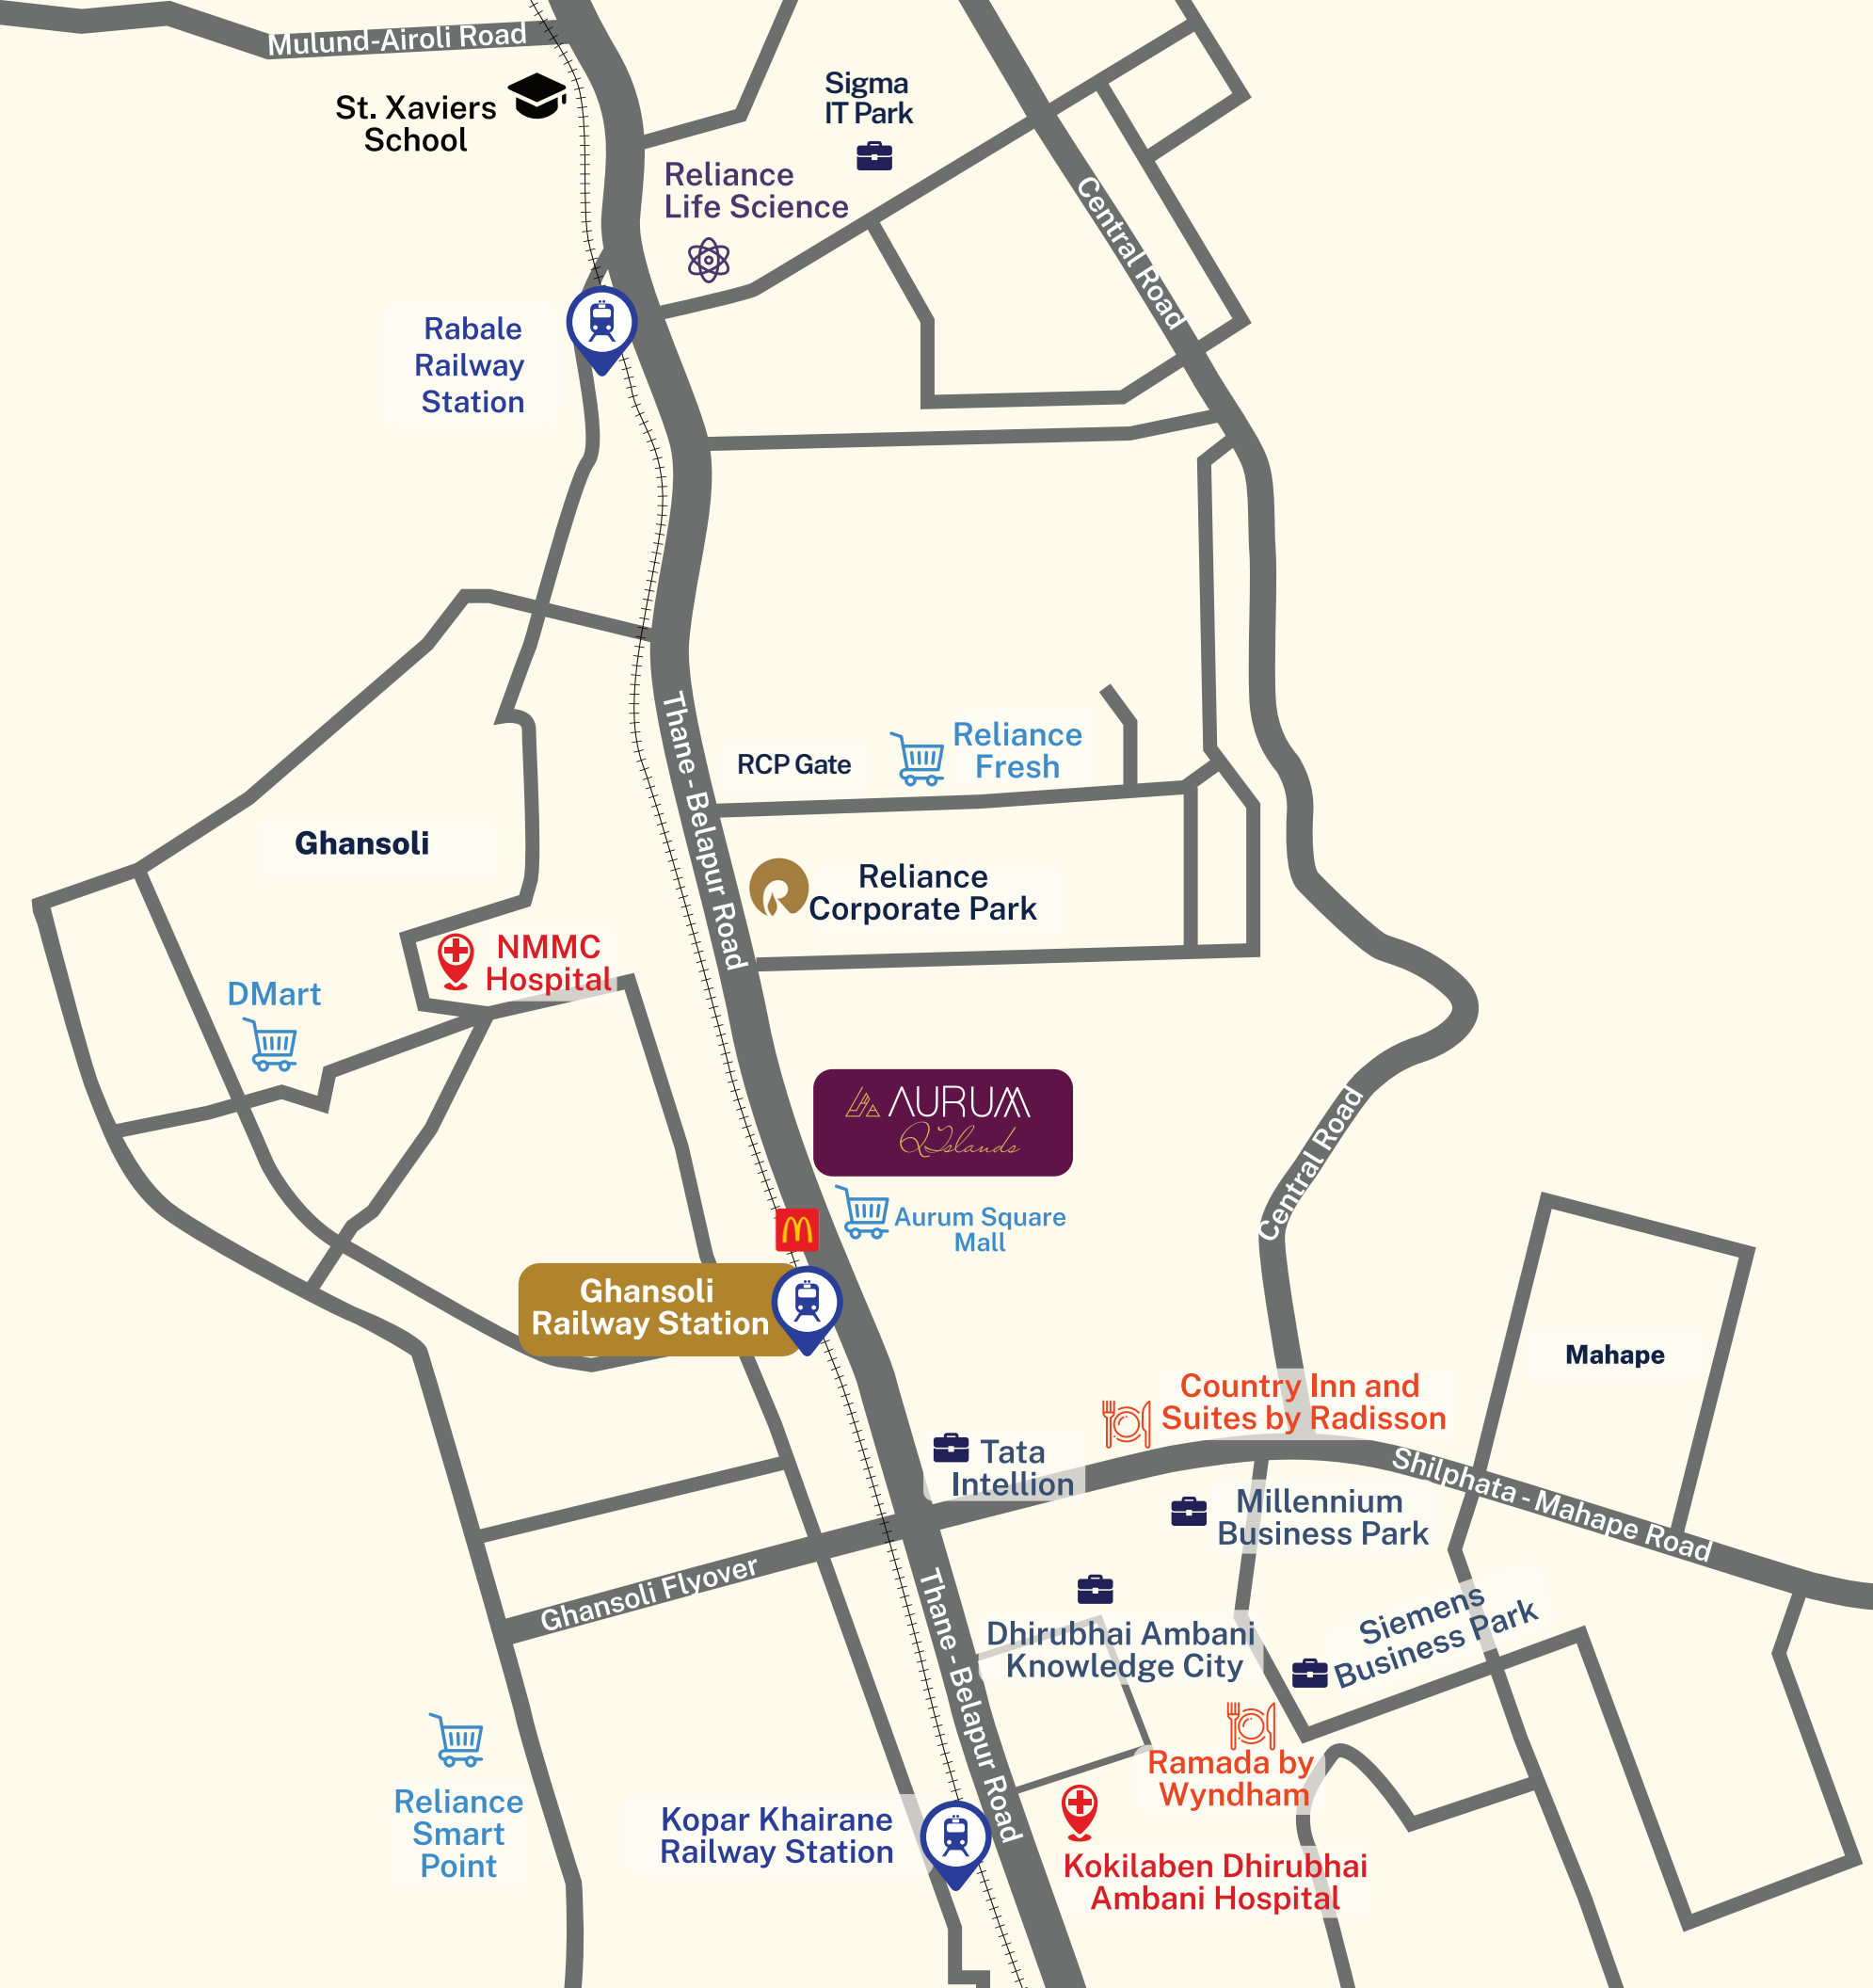 Mulund-Airoli Road
St. Xaviers
School
Sigma
IT Park
Reliance
Life Science
Central Road
Rabale
Railway
Station
Thane - Belapur Road
RCP Gate
Reliance
Fresh
Ghansoli
Reliance
Corporate Park
NMMC
Hospital
DMart
AURUM
QIslands
Central Road
Aurum Square
Mall
Ghansoli
Railway Station
Mahape
Country Inn and
Suites by Radisson
Tata
Intellion
Shilphata - Mahape Road
Millennium
Business Park
Ghansoli Flyover
Thane - Belapur Road
Dhirubhai Ambani
Knowledge City
Siemens
Business Park
Ramada by
Wyndham
Reliance
Smart
Point
Kopar Khairane
Railway Station
Kokilaben Dhirubhai
Ambani Hospital